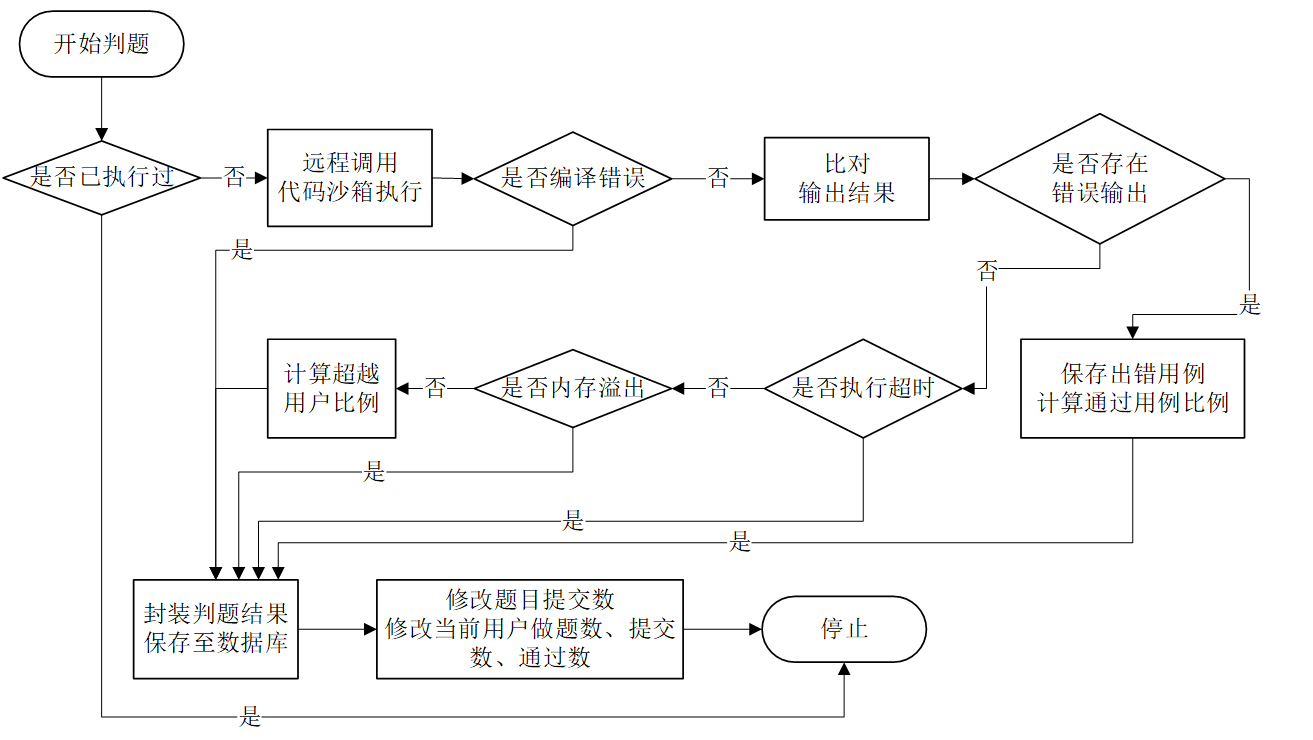 开始判题
是否已执行过
否
远程调用
代码沙箱执行
是否编译错误
否
比对
输出结果
是否存在
错误输出
是
否
是
计算超越
用户比例
否
是否内存溢出
否
是否执行超时
保存出错用例
计算通过用例比例
是
是
是
封装判题结果
保存至数据库
修改题目提交数
修改当前用户做题数、提交
数、通过数
停止
是